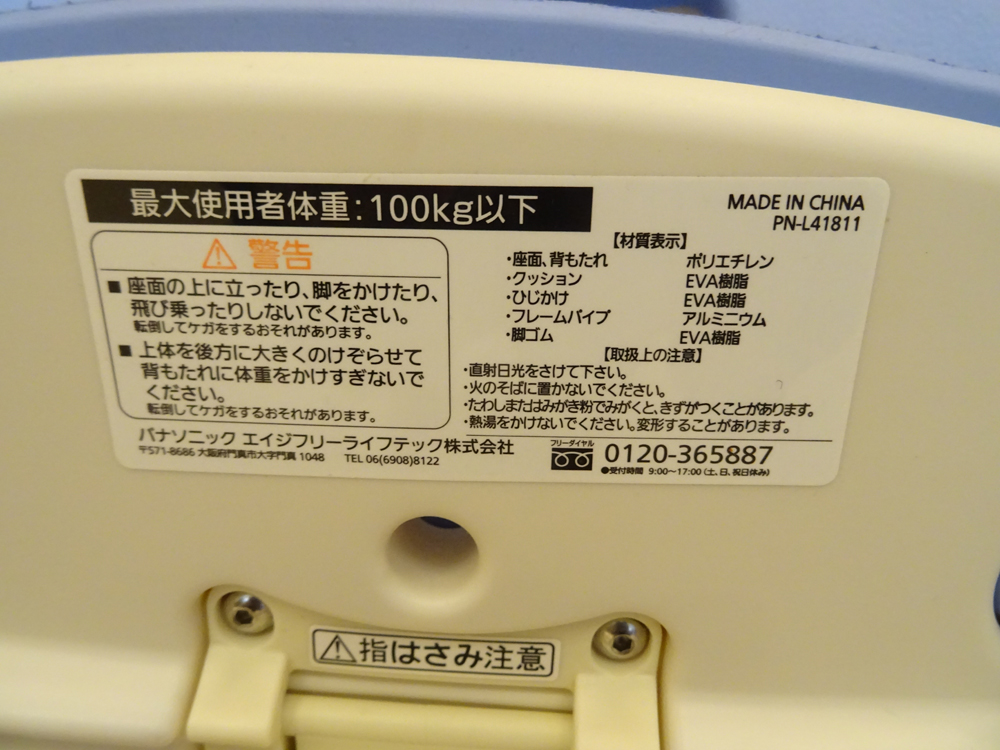 最大使用者体重:100kg以下
MADE IN CHINA
PN-L41811
⚠警告
■座面の上に立ったり、脚をかけたり、
飛び乗ったりしないでください。
転倒してケガをするおそれがあります。
■上体を後方に大きくのけぞらせて
背もたれに体重をかけすぎないで
ください。
転倒してケガをするおそれがあります。
【材質表示】
・座面、背もたれ ポリエチレン
・クッション EVA樹脂
・ひじかけ EVA樹脂
・フレームパイプ アルミニウム
・脚ゴム EVA樹脂
【取扱上の注意】
・直射日光をさけて下さい。
・火のそばに置かないでください。
・たわしまたはみがき粉でみがくと、きずがつくことがあります。
・熱湯をかけないでください。変形することがあります。
パナソニック エイジフリーライフテック株式会社
〒571-8686 大阪府門真市大字門真 1048 TEL 06(6908)8122
フリーダイヤル
0120-365887
●受付時間 9:00〜17:00(土、日、祝日休み)
⚠指はさみ注意